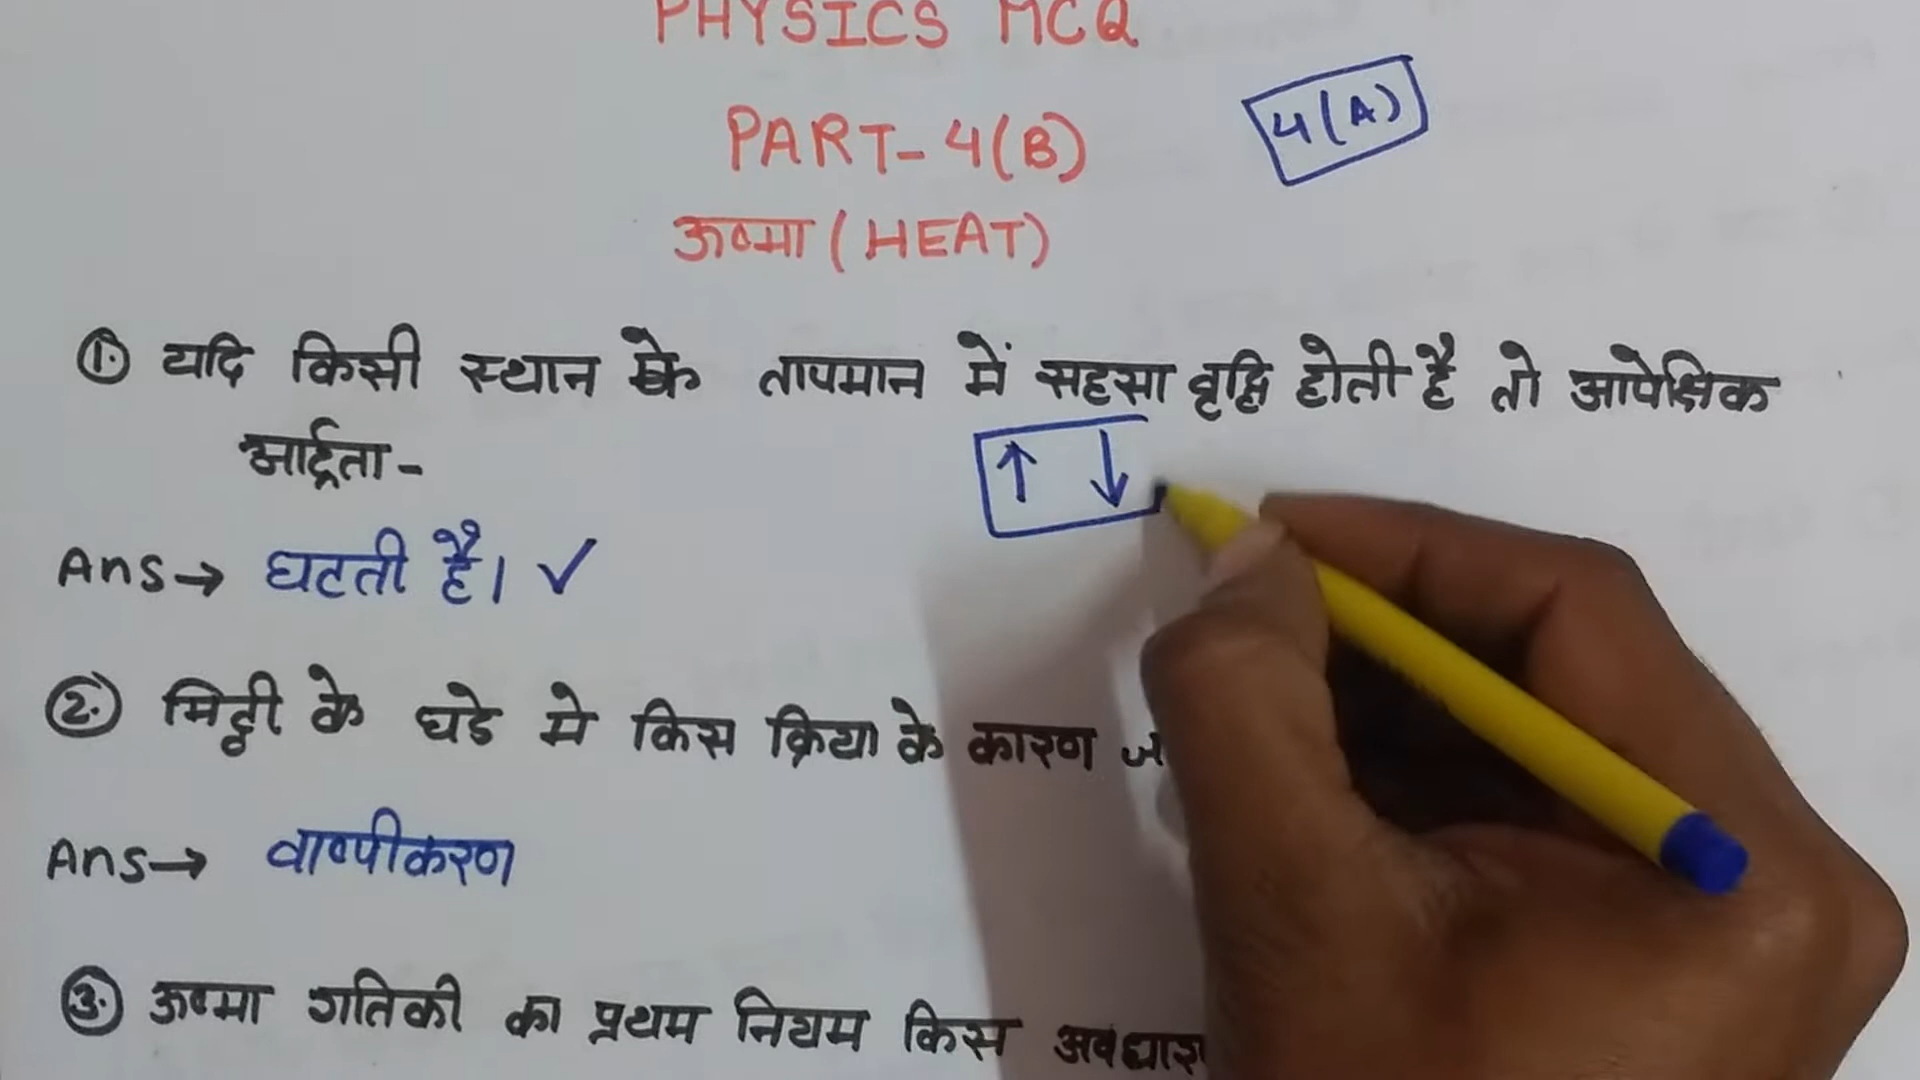 PHYSICS MCQ
PART-4(B)
4(A)
ऊष्मा (HEAT)
① यदि किसी स्थान के तापमान में सहसा वृद्धि होती है तो आपेक्षिक
आर्द्रता-
↑ ↓
Ans→ घटती है। ✓
② मिट्टी के घडे मे किस क्रिया के कारण
Ans→ वाष्पीकरण
③ ऊष्मा गतिकी का प्रथम नियम किस